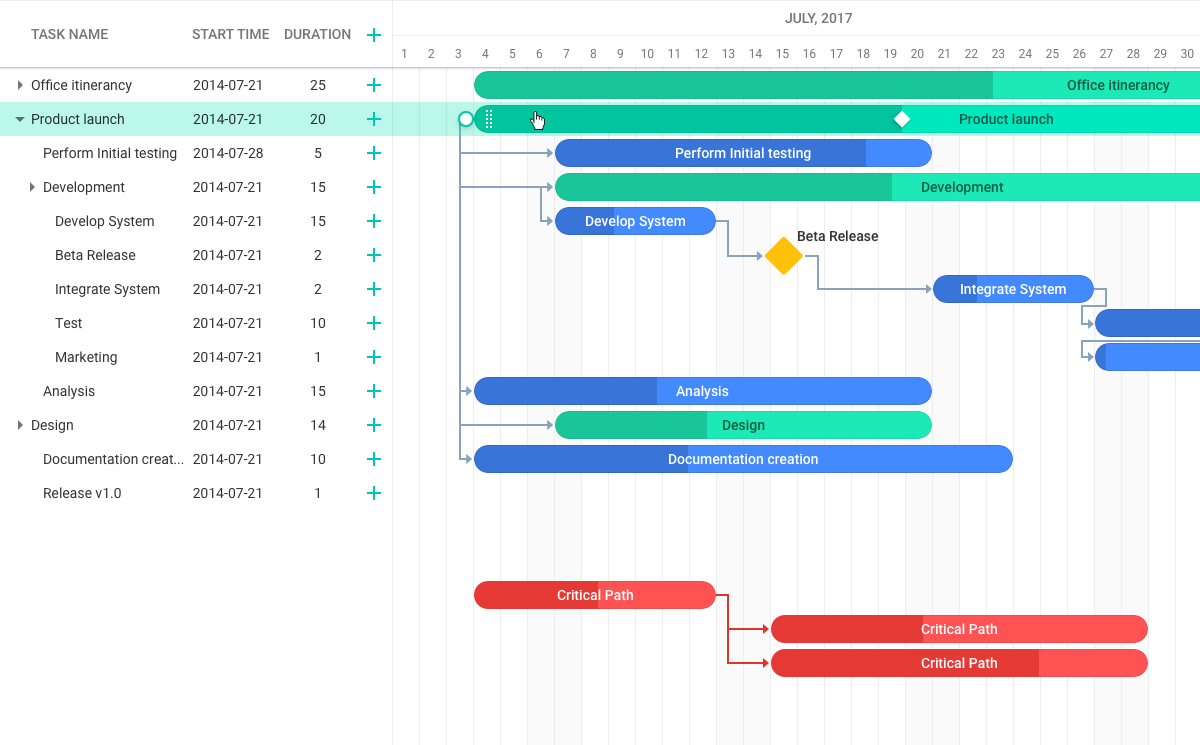 JULY, 2017
TASK NAME START TIME DURATION +
1 2 3 4 5 6 7 8 9 10 11 12 13 14 15 16 17 18 19 20 21 22 23 24 25 26 27 28 29 30
Office itinerancy 2014-07-21 25 + Office itinerancy
Product launch 2014-07-21 20 + Product launch
Perform Initial testing 2014-07-28 5 + Perform Initial testing
Development 2014-07-21 15 + Development
Develop System 2014-07-21 15 + Develop System
Beta Release 2014-07-21 2 + Beta Release
Integrate System 2014-07-21 2 + Integrate System
Test 2014-07-21 10 +
Marketing 2014-07-21 1 +
Analysis 2014-07-21 15 + Analysis
Design 2014-07-21 14 + Design
Documentation creat... 2014-07-21 10 + Documentation creation
Release v1.0 2014-07-21 1 +
Critical Path
Critical Path
Critical Path